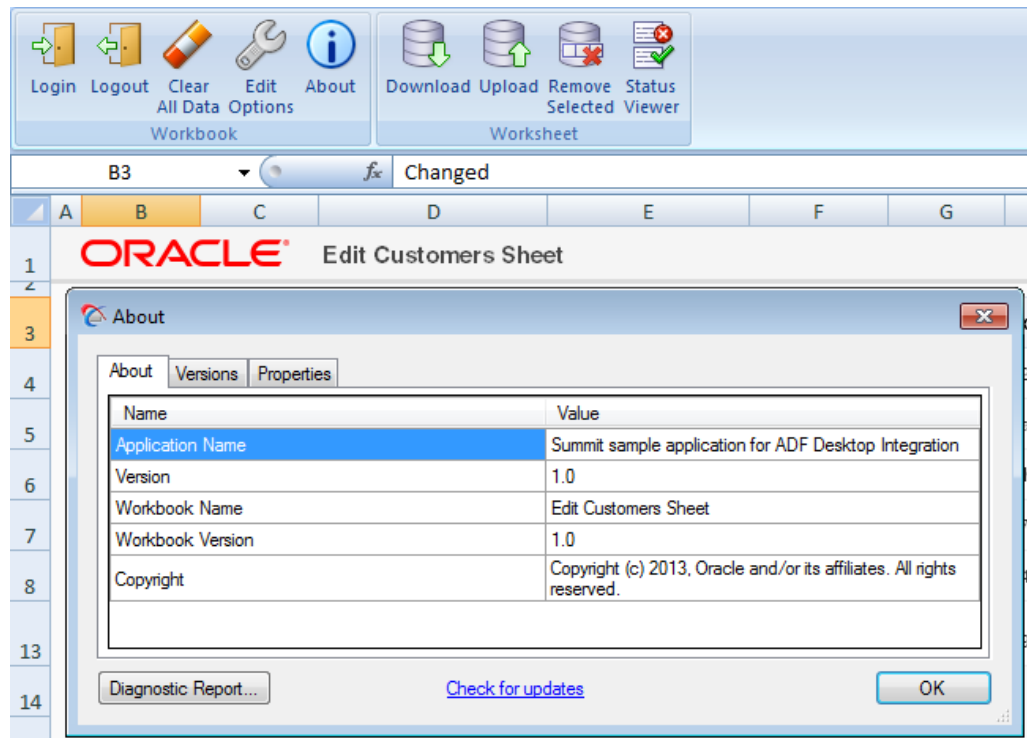 Login Logout Clear Edit About Download Upload Remove Status
All Data Options Selected Viewer
Workbook Worksheet
B3 fx Changed
A B C D E F G
1 ORACLE Edit Customers Sheet
2
3 About
About Versions Properties
4
Name Value
5 Application Name Summit sample application for ADF Desktop Integration
Version 1.0
6
Workbook Name Edit Customers Sheet
7 Workbook Version 1.0
Copyright Copyright (c) 2013, Oracle and/or its affiliates. All rights
8 reserved.
13
Diagnostic Report... Check for updates OK
14